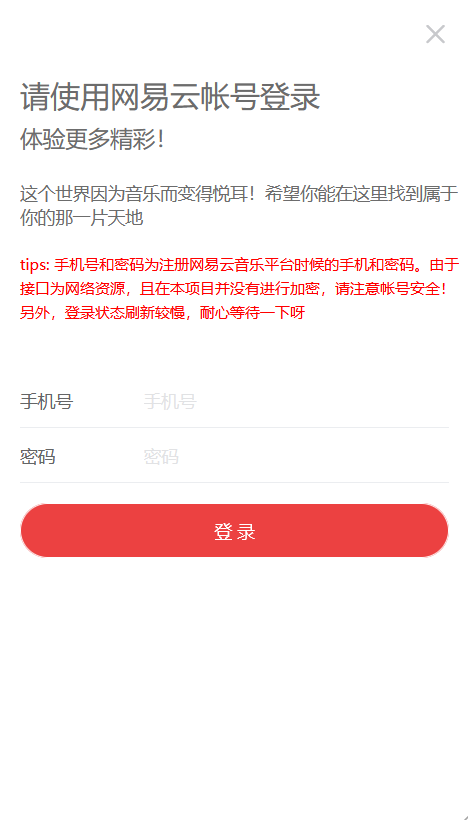 请使用网易云帐号登录
体验更多精彩！
这个世界因为音乐而变得悦耳！希望你能在这里找到属于
你的那一片天地
tips: 手机号和密码为注册网易云音乐平台时候的手机和密码。由于
接口为网络资源，且在本项目并没有进行加密，请注意帐号安全！
另外，登录状态刷新较慢，耐心等待一下呀
手机号 手机号
密码 密码
登录